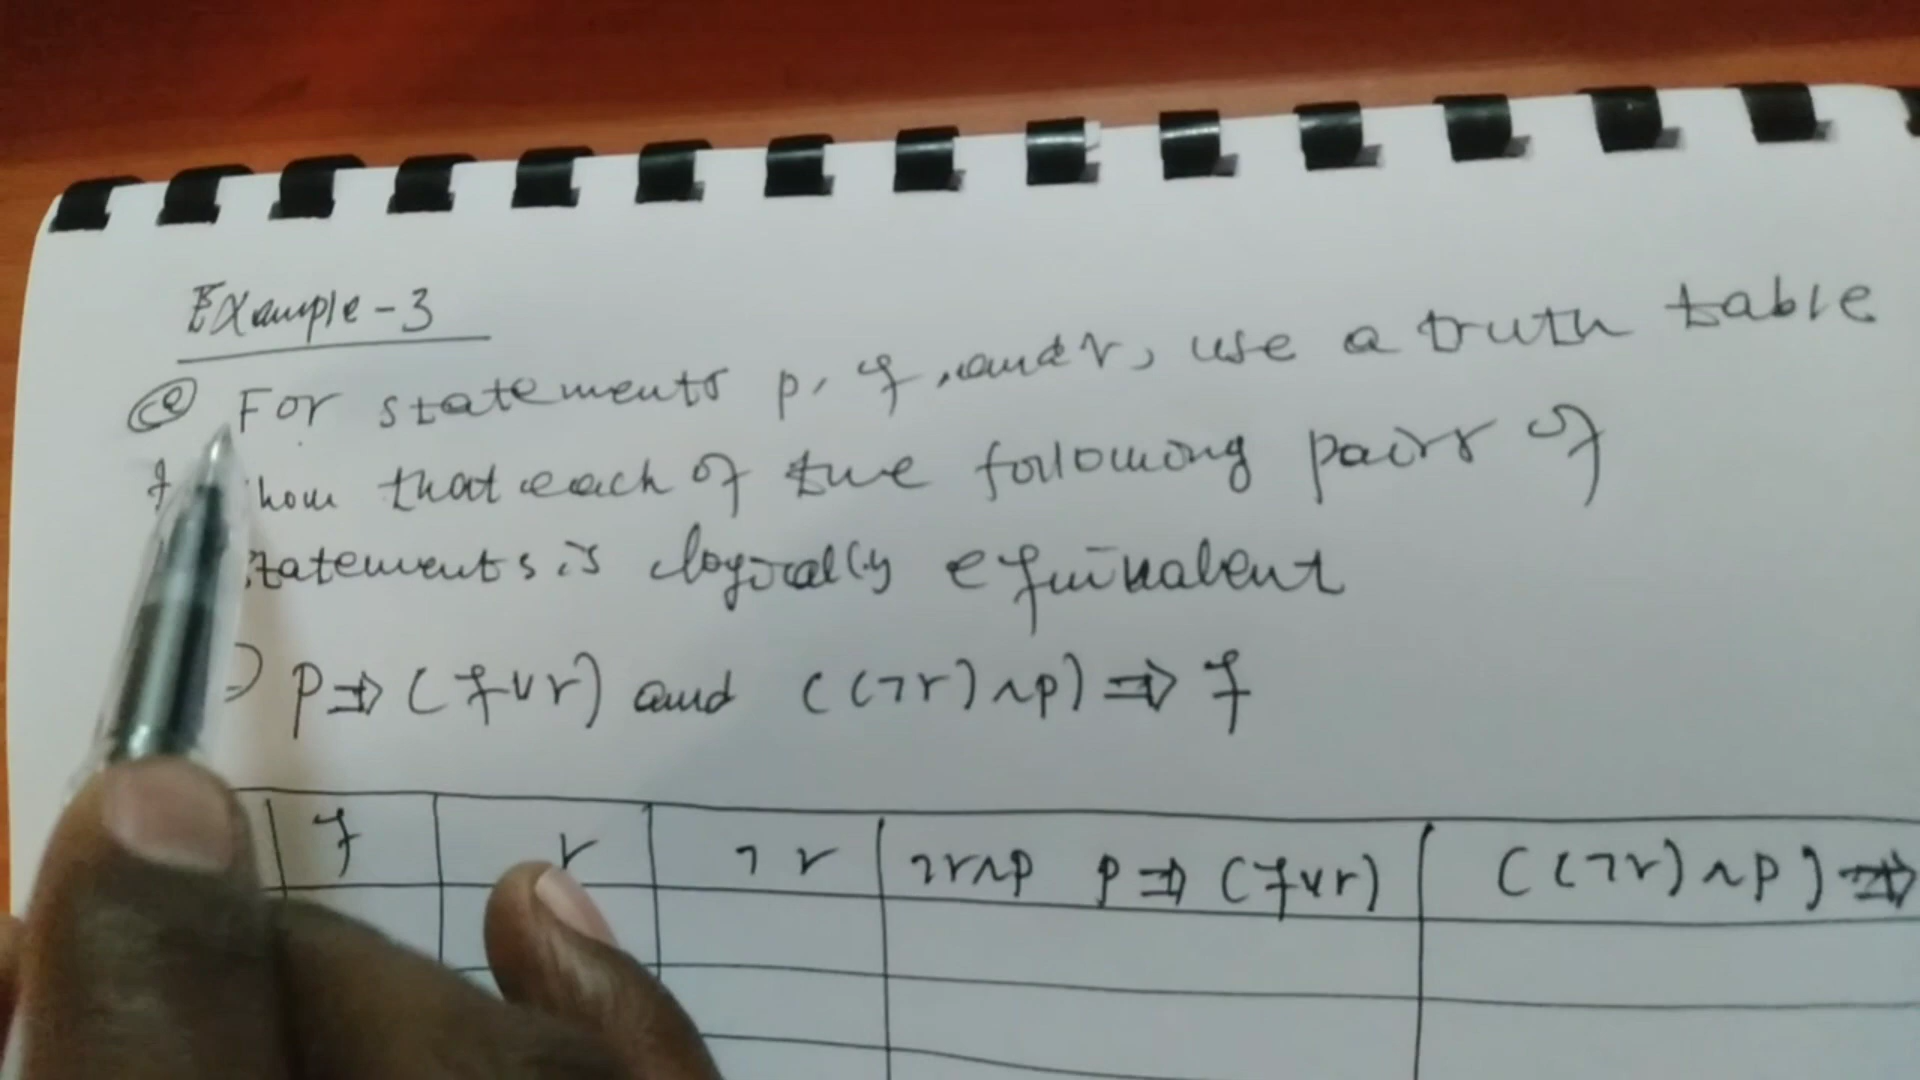 Example-3
For statements p, q, and r, use a truth table
show that each of the following pairs of
statements is logically equivalent
p ⇒ (q∨r) and ((¬r)∧p) ⇒ q
q r ¬r ¬r∧p p ⇒ (q∨r) ((¬r)∧p) ⇒